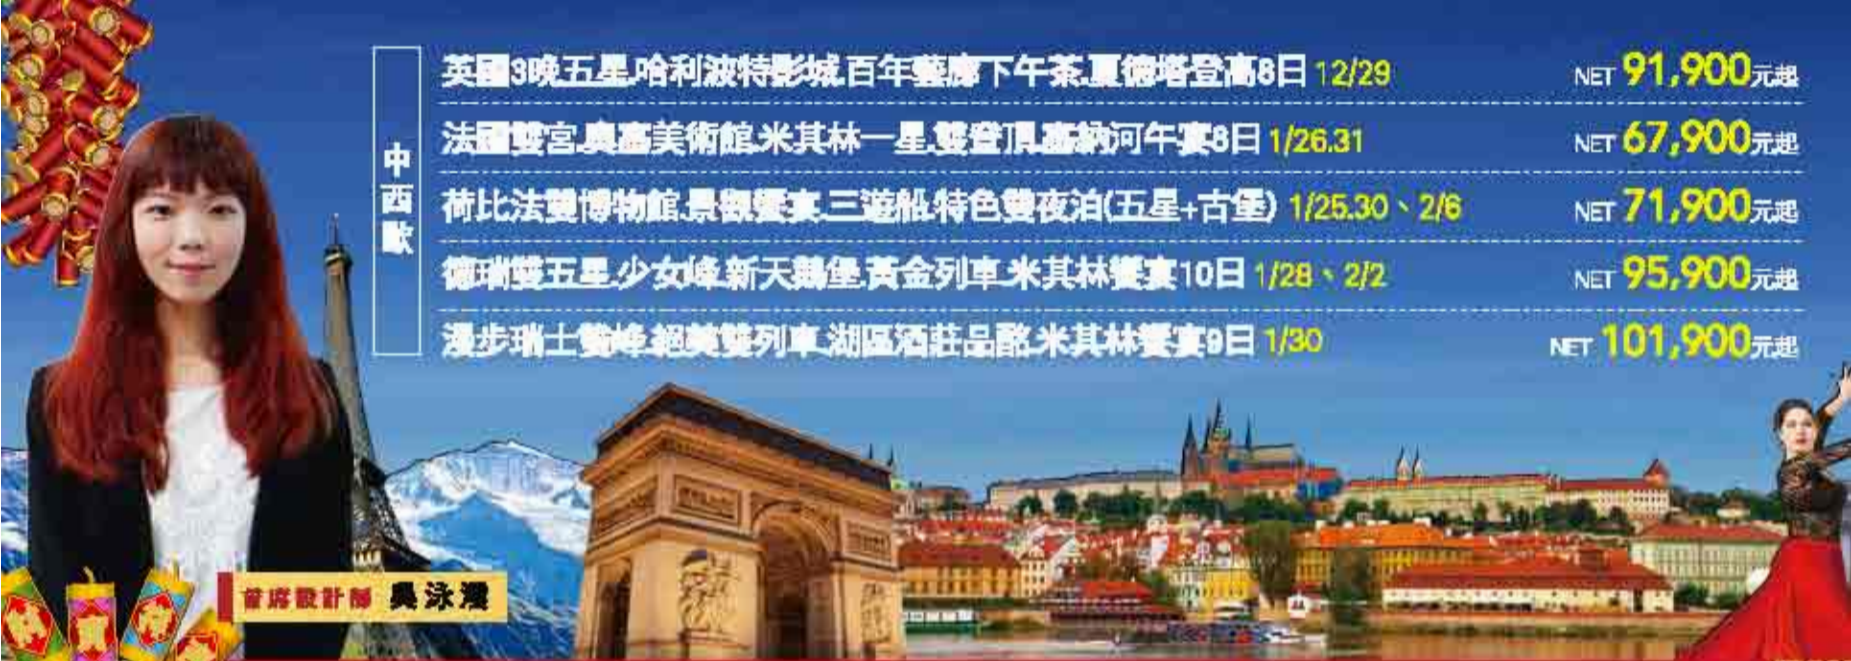 中西歐
英國3晚五星.哈利波特影城.百年藝廊下午茶.夏德塔登高8日 12/29 NET 91,900元起
法國雙宮.奧塞美術館.米其林一星.雙登頂.塞納河午宴8日 1/26.31 NET 67,900元起
荷比法雙博物館.景觀饗宴.三遊船.特色雙夜泊(五星+古堡) 1/25.30、2/6 NET 71,900元起
德瑞雙五星.少女峰.新天鵝堡.黃金列車.米其林饗宴10日 1/28、2/2 NET 95,900元起
漫步瑞士雙峰.絕美雙列車.湖區酒莊品酩.米其林饗宴9日 1/30 NET 101,900元起
首席設計師 吳泳瀅